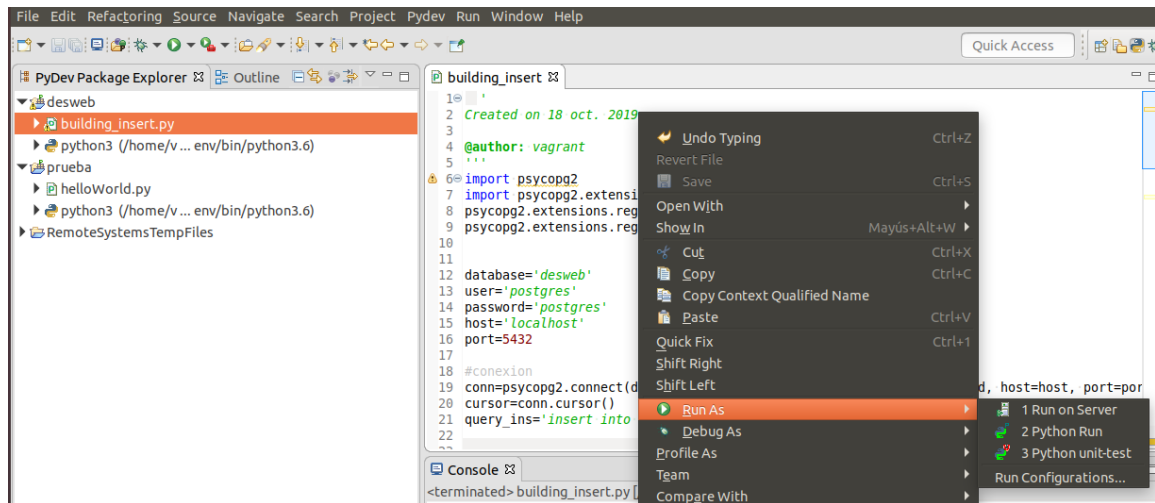 File Edit Refactoring Source Navigate Search Project Pydev Run Window Help
Quick Access
PyDev Package Explorer
Outline
desweb
building_insert.py
python3 (/home/v ... env/bin/python3.6)
prueba
helloWorld.py
python3 (/home/v ... env/bin/python3.6)
RemoteSystemsTempFiles
building_insert
1 '
2 Created on 18 oct. 2019
3
4 @author: vagrant
5 '''
6 import psycopg2
7 import psycopg2.extensi
8 psycopg2.extensions.reg
9 psycopg2.extensions.reg
10
11
12 database='desweb'
13 user='postgres'
14 password='postgres'
15 host='localhost'
16 port=5432
17
18 #conexion
19 conn=psycopg2.connect(d d, host=host, port=por
20 cursor=conn.cursor()
21 query_ins='insert into
22
Console
<terminated> building_insert.py [
Undo Typing Ctrl+Z
Revert File
Save Ctrl+S
Open With
Show In Mayús+Alt+W
Cut Ctrl+X
Copy Ctrl+C
Copy Context Qualified Name
Paste Ctrl+V
Quick Fix Ctrl+1
Shift Right
Shift Left
Run As
Debug As
Profile As
Team
Compare With
1 Run on Server
2 Python Run
3 Python unit-test
Run Configurations...